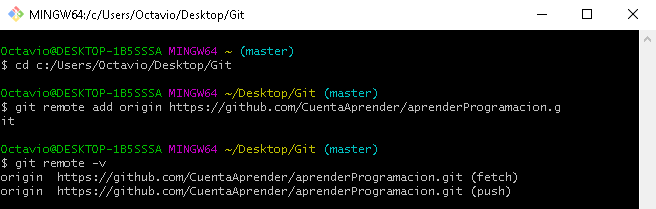 MINGW64:/c/Users/Octavio/Desktop/Git
Octavio@DESKTOP-1B5SSSA MINGW64 ~ (master)
$ cd c:/Users/Octavio/Desktop/Git
Octavio@DESKTOP-1B5SSSA MINGW64 ~/Desktop/Git (master)
$ git remote add origin https://github.com/CuentaAprender/aprenderProgramacion.g
it
Octavio@DESKTOP-1B5SSSA MINGW64 ~/Desktop/Git (master)
$ git remote -v
origin  https://github.com/CuentaAprender/aprenderProgramacion.git (fetch)
origin  https://github.com/CuentaAprender/aprenderProgramacion.git (push)